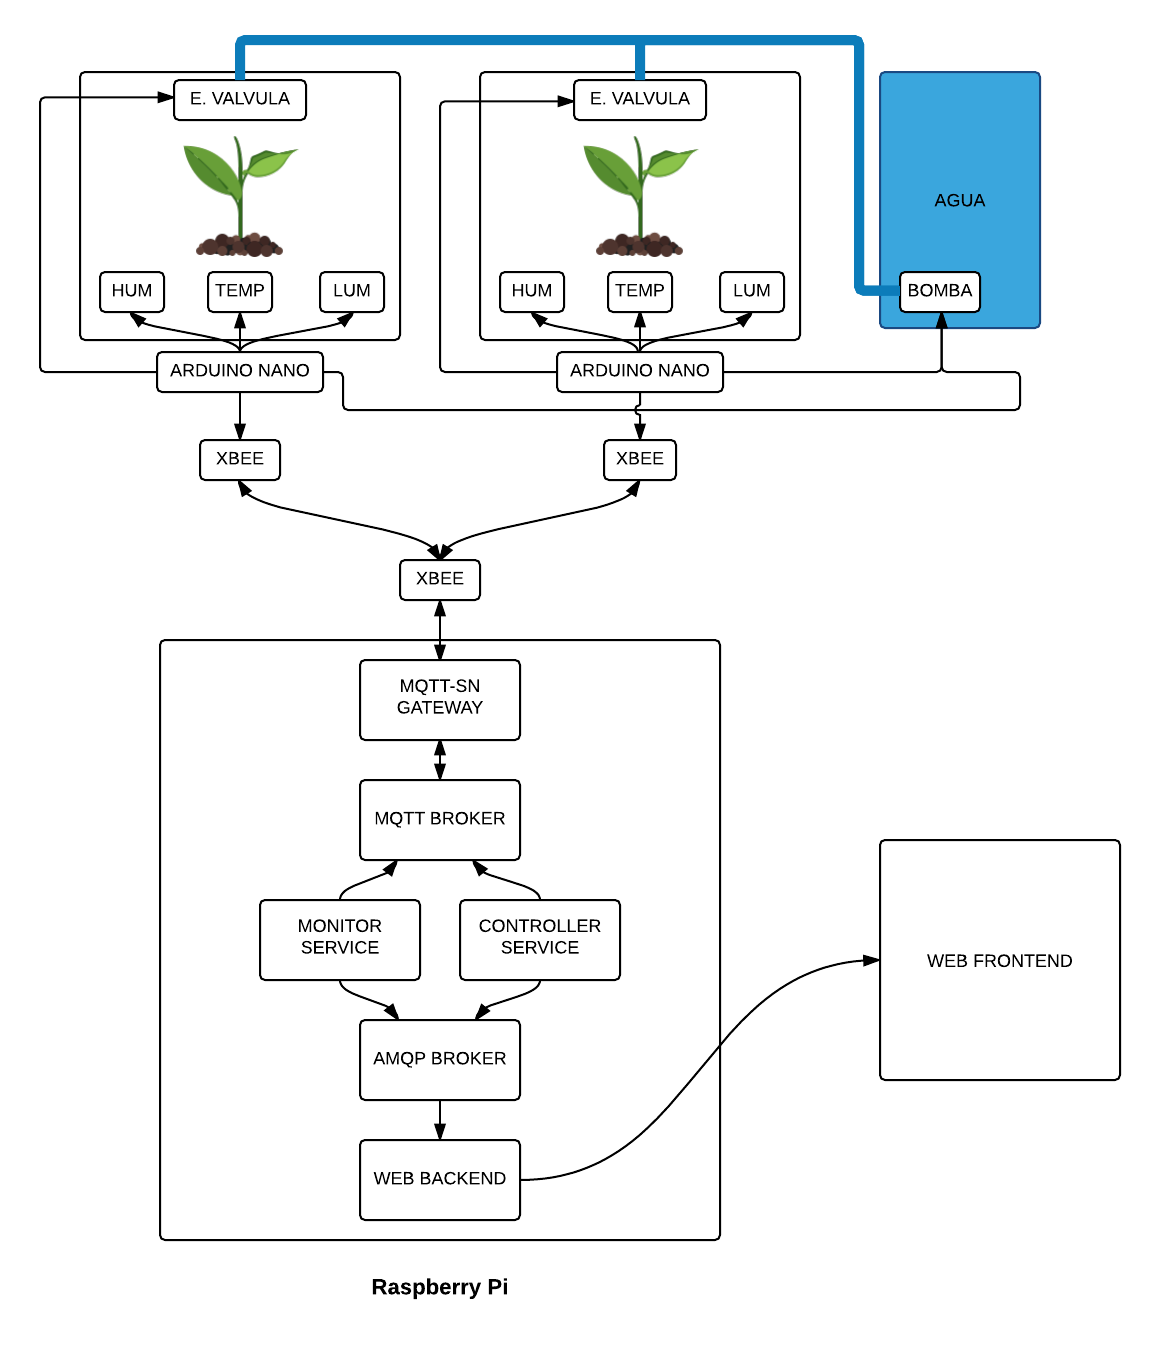 E. VALVULA
E. VALVULA
AGUA
HUM
TEMP
LUM
HUM
TEMP
LUM
BOMBA
ARDUINO NANO
ARDUINO NANO
XBEE
XBEE
XBEE
MQTT-SN
GATEWAY
MQTT BROKER
MONITOR
SERVICE
CONTROLLER
SERVICE
WEB FRONTEND
AMQP BROKER
WEB BACKEND
Raspberry Pi